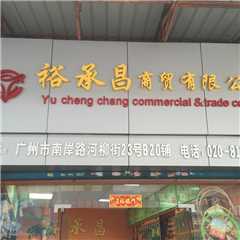 裕承昌商贸有限公
Yu cheng chang commercial &trade co
广州市南岸路河柳街23号B20铺 电话 020-81
承昌